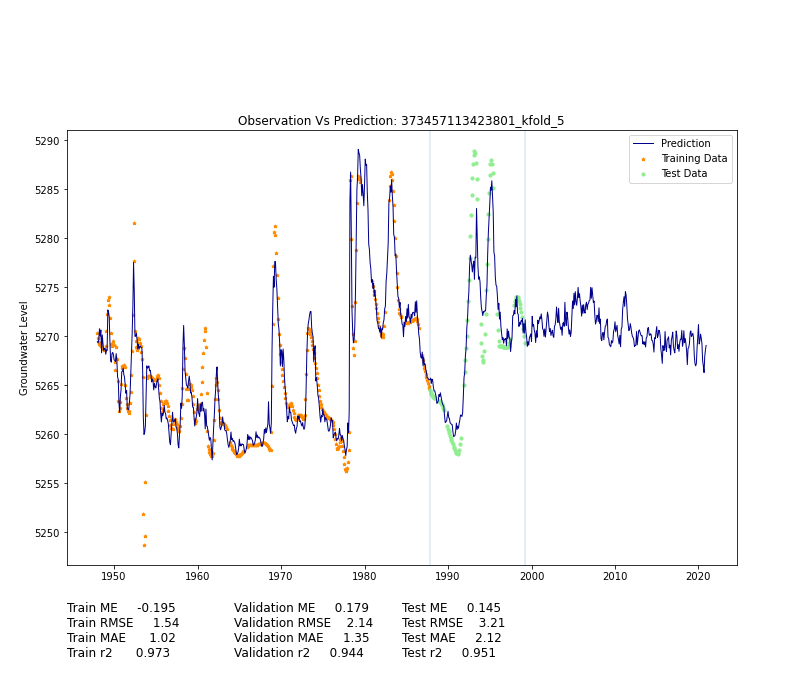 Observation Vs Prediction: 373457113423801_kfold_5
Prediction
Training Data
Test Data
Groundwater Level
5290
5285
5280
5275
5270
5265
5260
5255
5250
1950 1960 1970 1980 1990 2000 2010 2020
Train ME -0.195 Validation ME 0.179 Test ME 0.145
Train RMSE 1.54 Validation RMSE 2.14 Test RMSE 3.21
Train MAE 1.02 Validation MAE 1.35 Test MAE 2.12
Train r2 0.973 Validation r2 0.944 Test r2 0.951